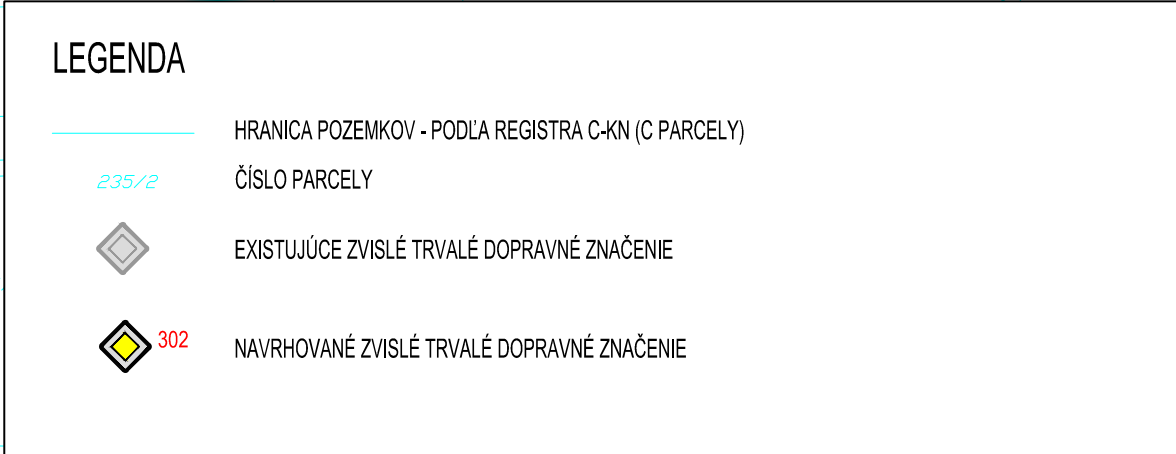 LEGENDA
HRANICA POZEMKOV - PODĽA REGISTRA C-KN (C PARCELY)
235/2 ČÍSLO PARCELY
EXISTUJÚCE ZVISLÉ TRVALÉ DOPRAVNÉ ZNAČENIE
302 NAVRHOVANÉ ZVISLÉ TRVALÉ DOPRAVNÉ ZNAČENIE